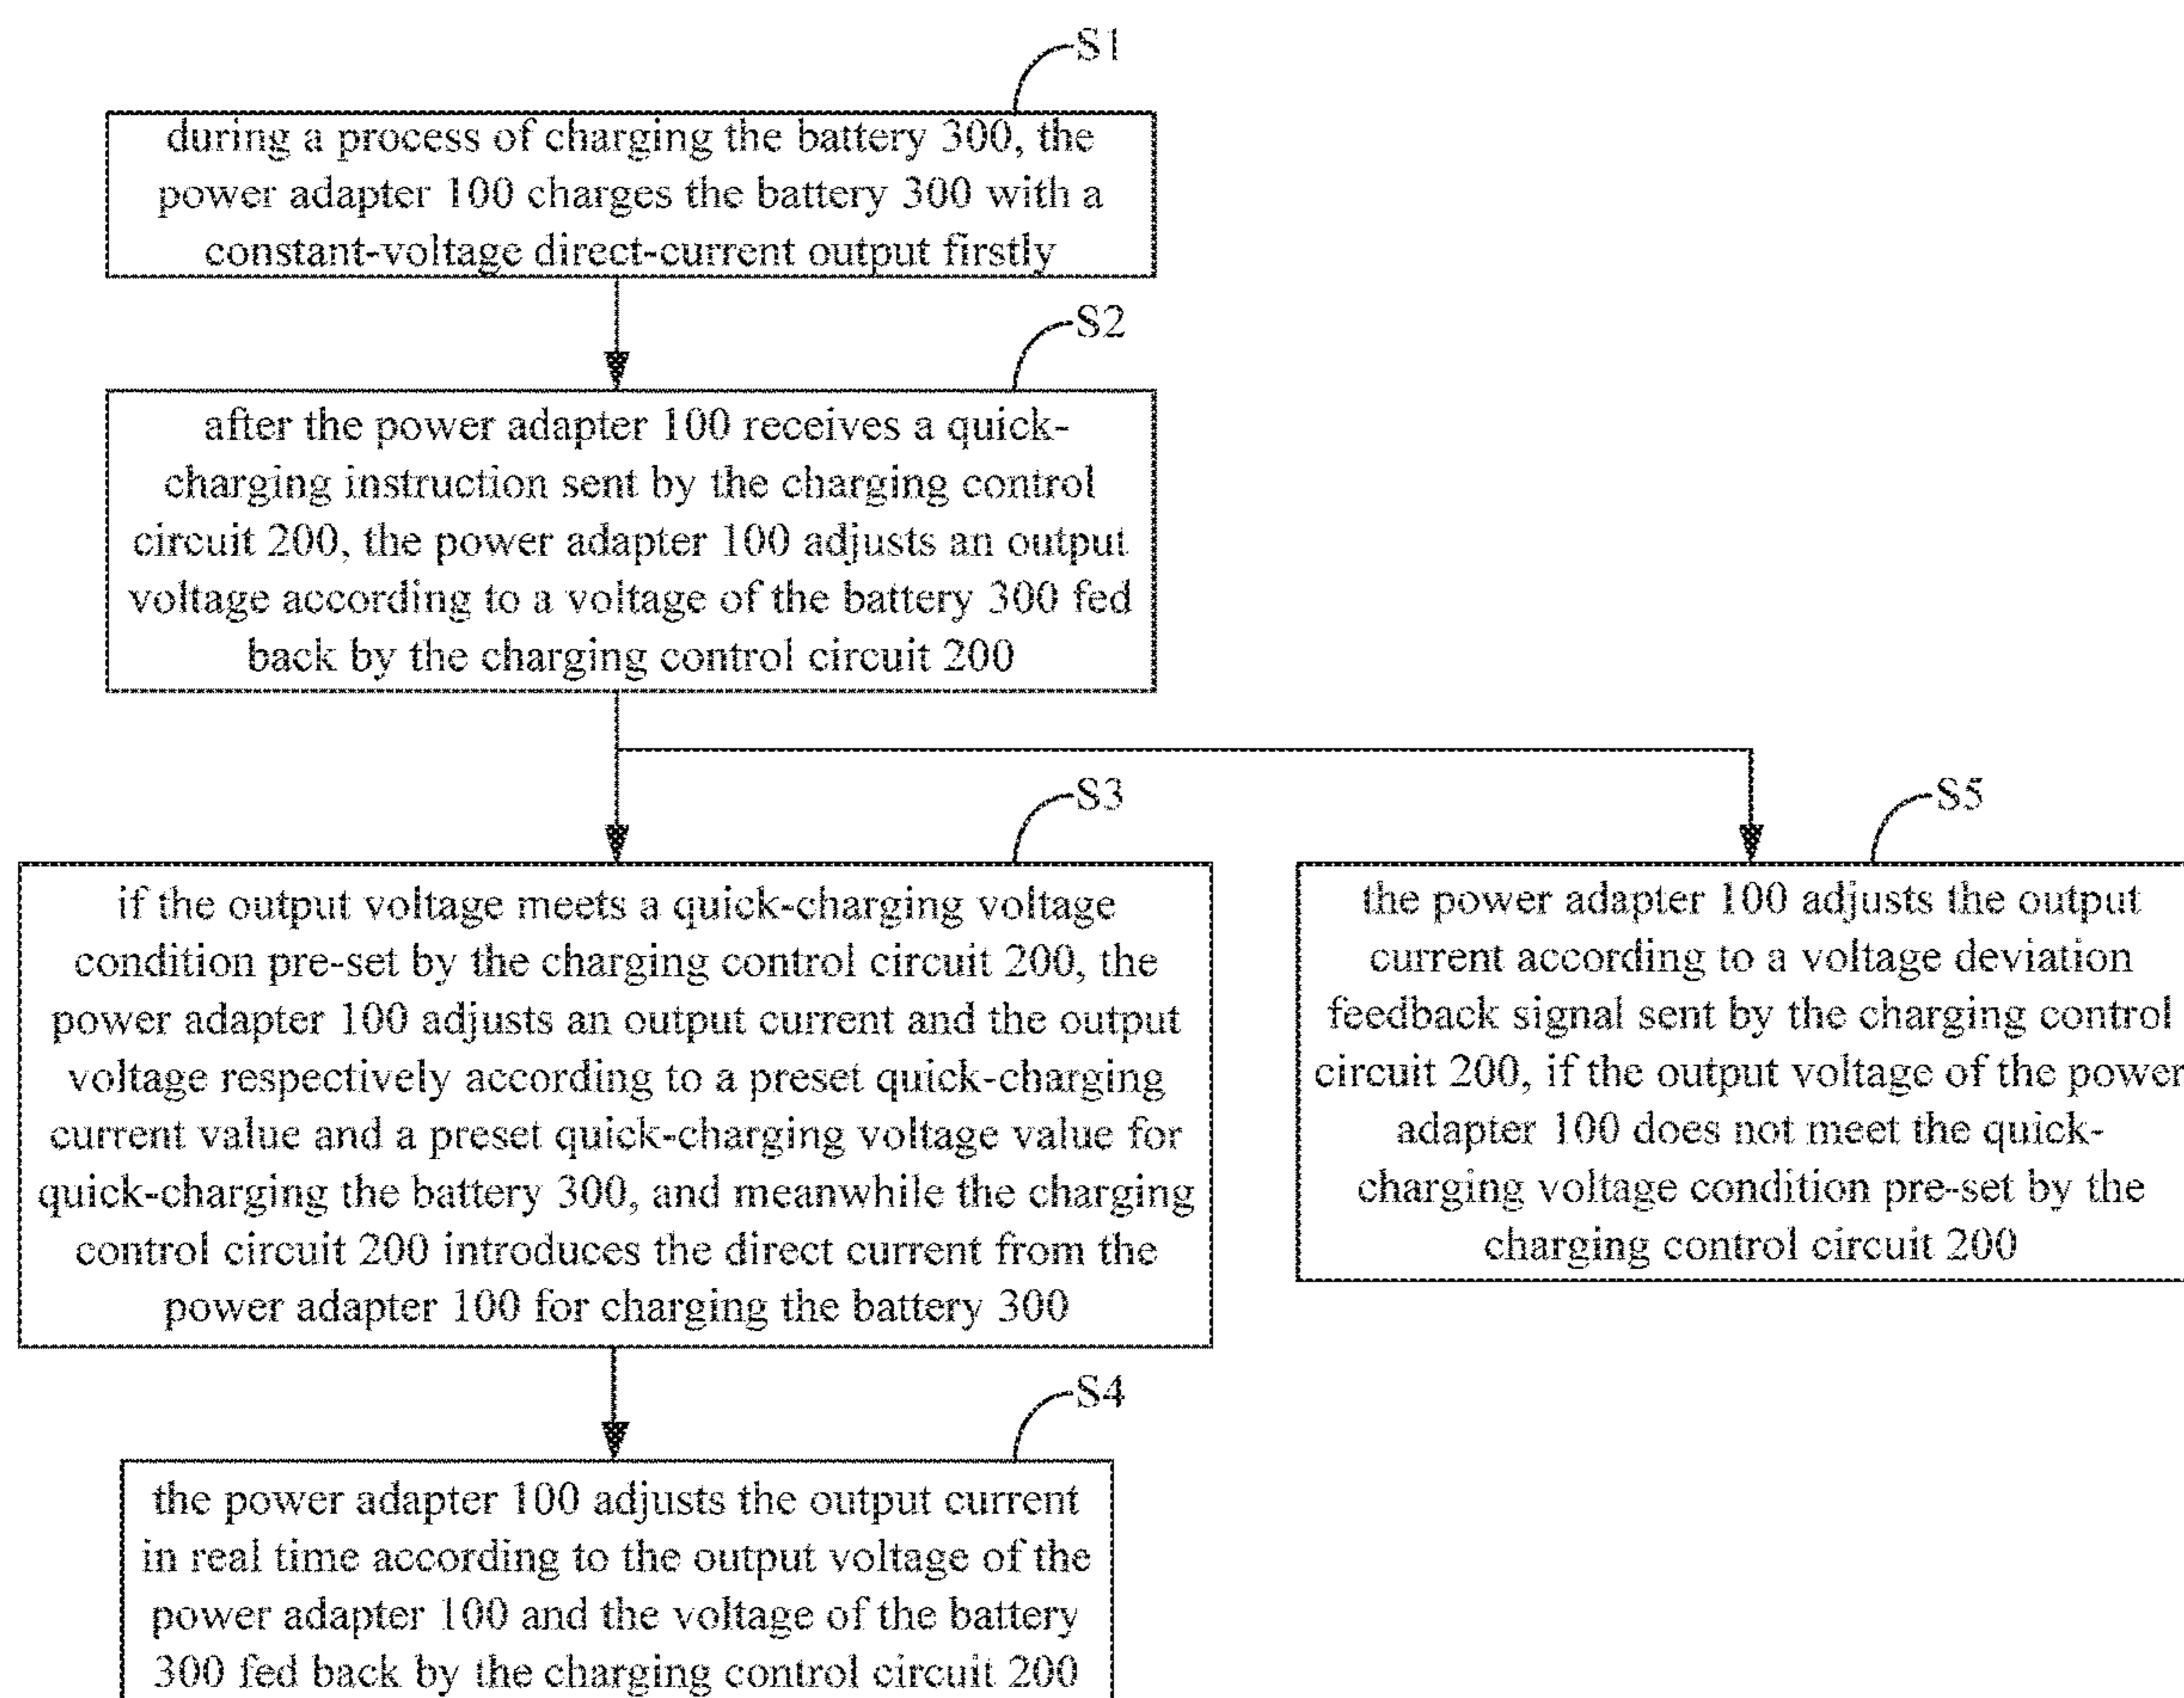 S1
during a process of charging the battery 300, the
power adapter 100 charges the battery 300 with a
constant-voltage direct-current output firstly
S2
after the power adapter 100 receives a quick-
charging instruction sent by the charging control
circuit 200, the power adapter 100 adjusts an output
voltage according to a voltage of the battery 300 fed
back by the charging control circuit 200
S3
if the output voltage meets a quick-charging voltage
condition pre-set by the charging control circuit 200, the
power adapter 100 adjusts an output current and the output
voltage respectively according to a preset quick-charging
current value and a preset quick-charging voltage value for
quick-charging the battery 300, and meanwhile the charging
control circuit 200 introduces the direct current from the
power adapter 100 for charging the battery 300
S5
the power adapter 100 adjusts the output
current according to a voltage deviation
feedback signal sent by the charging control
circuit 200, if the output voltage of the power
adapter 100 does not meet the quick-
charging voltage condition pre-set by the
charging control circuit 200
S4
the power adapter 100 adjusts the output current
in real time according to the output voltage of the
power adapter 100 and the voltage of the battery
300 fed back by the charging control circuit 200